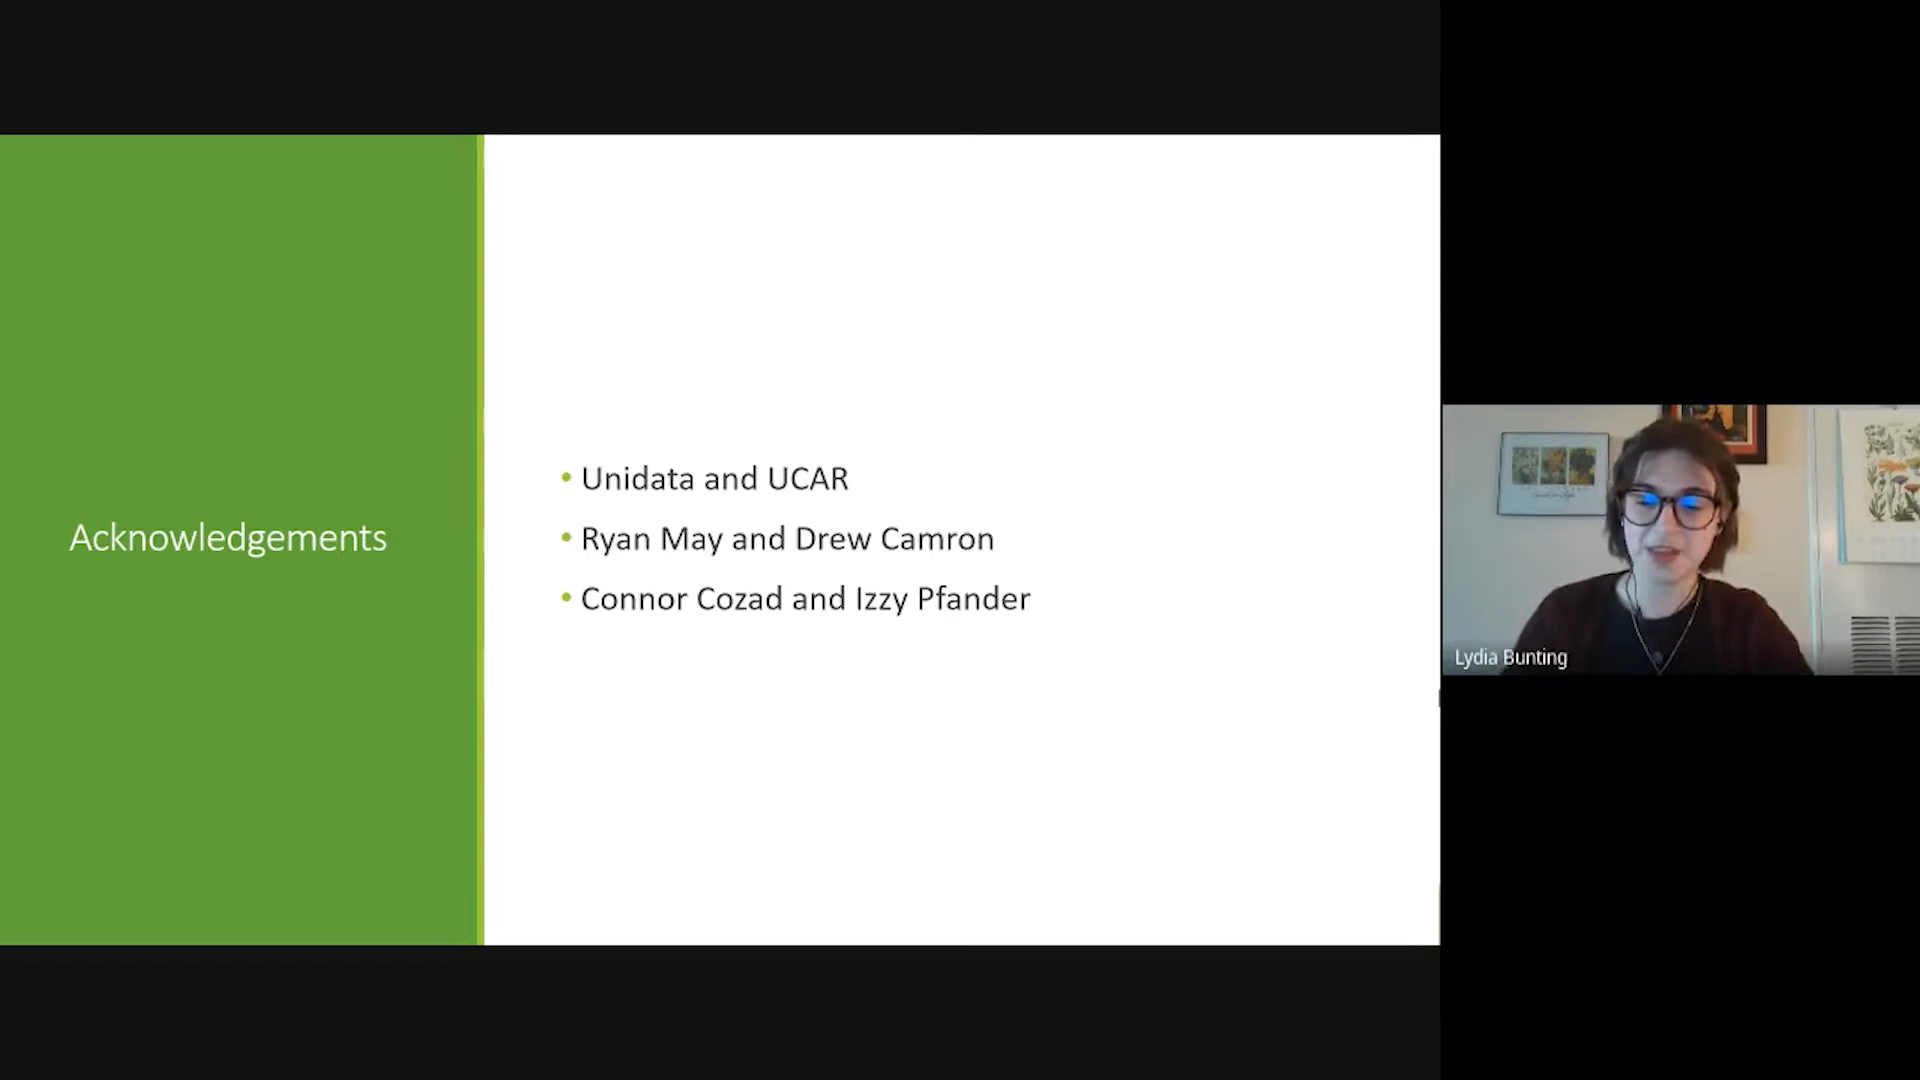 Acknowledgements
• Unidata and UCAR
• Ryan May and Drew Camron
• Connor Cozad and Izzy Pfander
Lydia Bunting